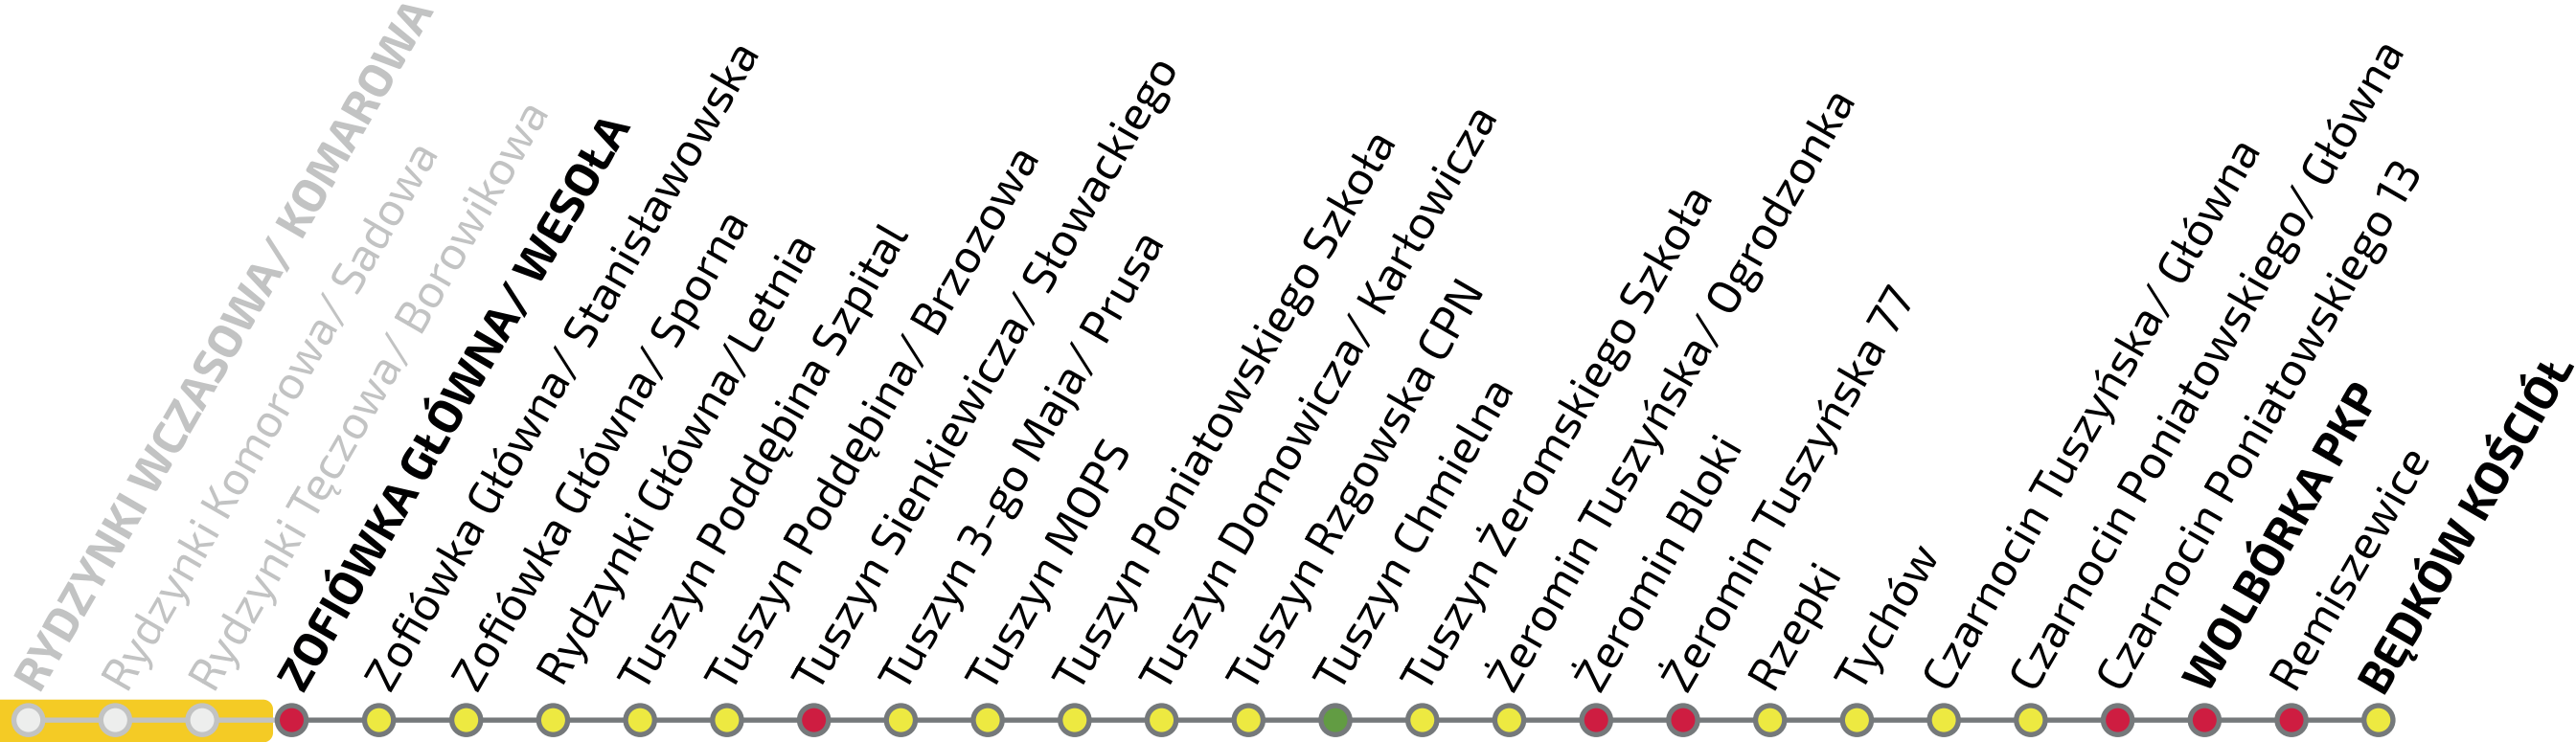 RYDZYNKI WCZASOWA/ KOMAROWA
Rydzynki Komorowa/ Sadowa
Rydzynki Tęczowa/ Borowikowa
ZOFIÓWKA GŁÓWNA/ WESOŁA
Zofiówka Główna/ Stanisławowska
Zofiówka Główna/ Sporna
Rydzynki Główna/Letnia
Tuszyn Poddębina Szpital
Tuszyn Poddębina/ Brzozowa
Tuszyn Sienkiewicza/ Słowackiego
Tuszyn 3-go Maja/ Prusa
Tuszyn MOPS
Tuszyn Poniatowskiego Szkoła
Tuszyn Domowicza/ Karłowicza
Tuszyn Rzgowska CPN
Tuszyn Chmielna
Tuszyn Żeromskiego Szkoła
Żeromin Tuszyńska/ Ogrodzonka
Żeromin Bloki
Żeromin Tuszyńska 77
Rzepki
Tychów
Czarnocin Tuszyńska/ Główna
Czarnocin Poniatowskiego/ Główna
Czarnocin Poniatowskiego 13
WOLBÓRKA PKP
Remiszewice
BĘDKÓW KOŚCIÓŁ